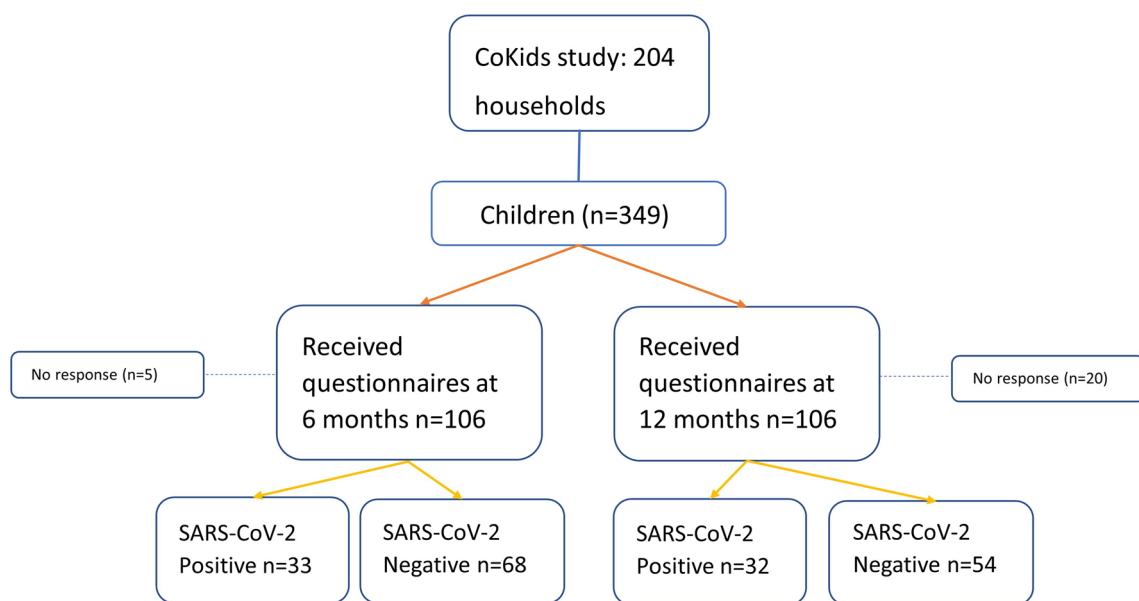 CoKids study: 204
households
Children (n=349)
Received
questionnaires at
6 months n=106
Received
questionnaires at
12 months n=106
No response (n=5)
No response (n=20)
SARS-CoV-2
Positive n=33
SARS-CoV-2
Negative n=68
SARS-CoV-2
Positive n=32
SARS-CoV-2
Negative n=54